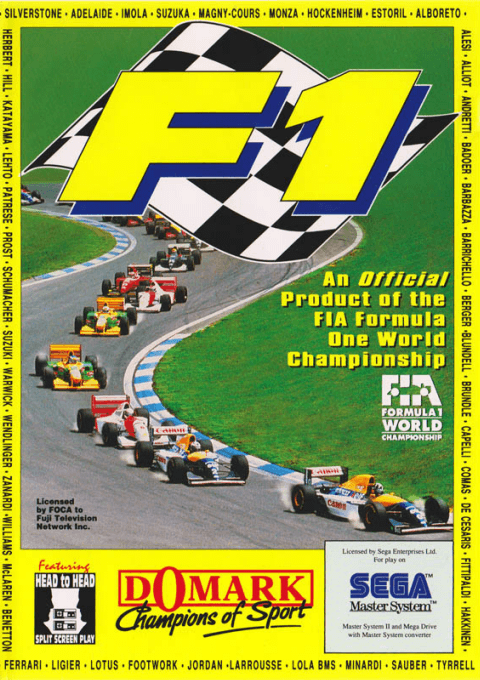 · SILVERSTONE · ADELAIDE · IMOLA · SUZUKA · MAGNY-COURS · MONZA · HOCKENHEIM · ESTORIL · ALBORETO ·
ALESI · ALLIOT · ANDRETTI · BADOER · BARBAZZA · BARRICHELLO · BERGER ·BLUNDELL · BRUNDLE · CAPELLI · COMAS · DE CESARIS · FITTIPALDI · HAKKINEN ·
HERBERT · HILL · KATAYAMA · LEHTO · PATRESE · PROST · SCHUMACHER · SUZUKI · WARWICK · WENDLINGER · ZANARDI ·WILLIAMS · McLAREN · BENETTON
F1
An Official
Product of the
FIA Formula
One World
Championship
FIA
FORMULA 1
WORLD
CHAMPIONSHIP
Canon
Canon
Canon
Licensed
by FOCA to
Fuji Television
Network Inc.
Featuring
HEAD to HEAD
SPLIT SCREEN PLAY
DOMARK
Champions of Sport
Licensed by Sega Enterprises Ltd.
For play on
SEGA™
Master System™
Master System II and Mega Drive
with Master System converter
· FERRARI · LIGIER · LOTUS · FOOTWORK · JORDAN ·LARROUSSE · LOLA BMS · MINARDI · SAUBER · TYRRELL